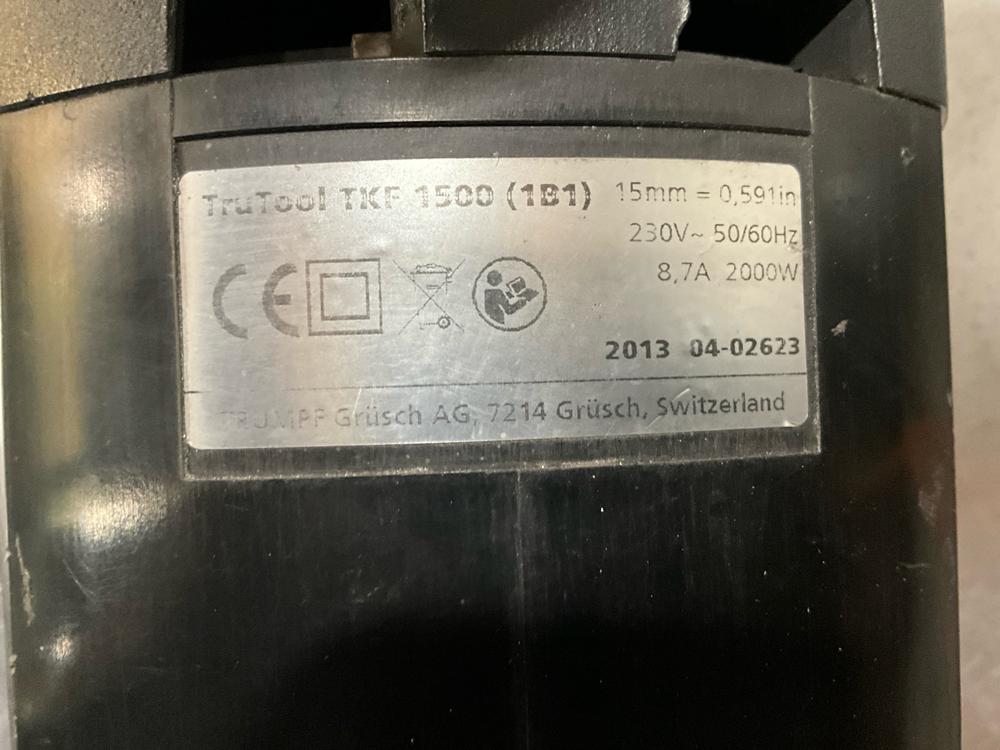 TruTool TKF 1500 (1B1) 15mm = 0,591in
230V~ 50/60Hz
8,7A 2000W
CE
2013 04-02623
TRUMPF Grüsch AG, 7214 Grüsch, Switzerland